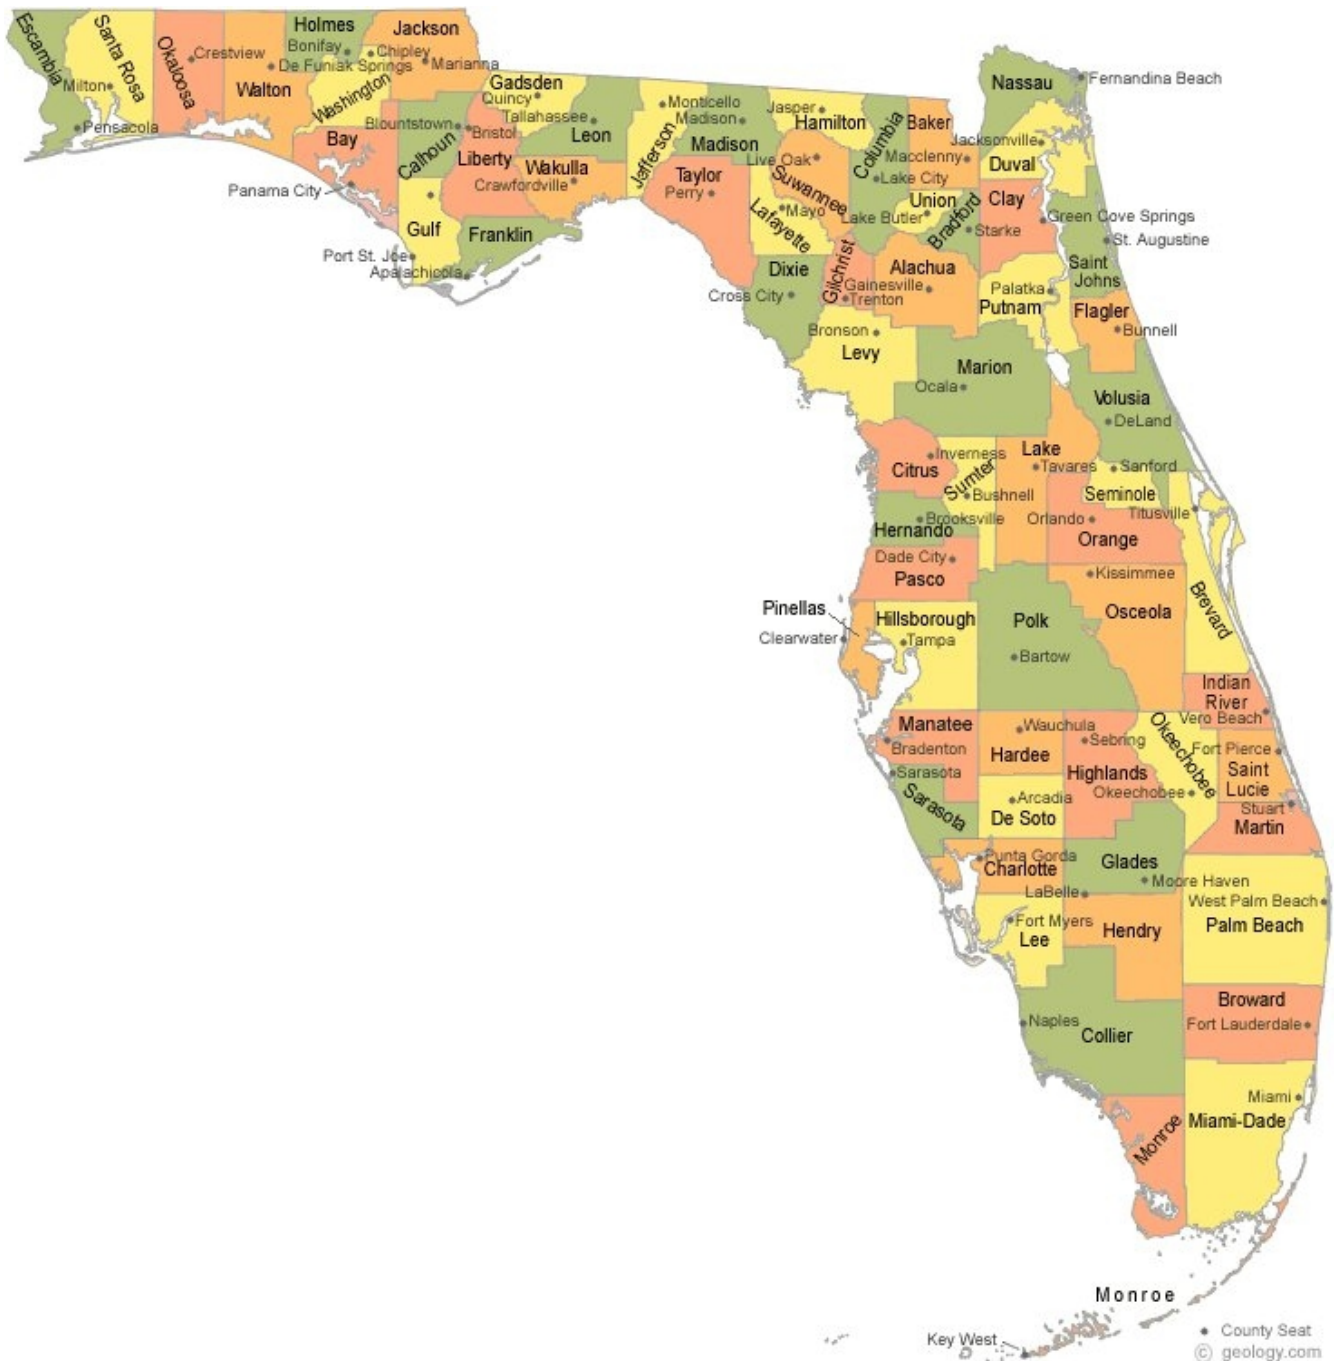 Escambia
Santa Rosa
Okaloosa
Walton
Holmes
Jackson
Crestview
Bonifay
De Funiak Springs
Chipley
Marianna
Milton
Washington
Pensacola
Bay
Panama City
Calhoun
Blountstown
Bristol
Liberty
Gadsden
Quincy
Tallahassee
Leon
Wakulla
Crawfordville
Gulf
Port St. Joe
Franklin
Apalachicola
Jefferson
Monticello
Madison
Madison
Taylor
Perry
Jasper
Hamilton
Live Oak
Suwannee
Mayo
Lafayette
Columbia
Lake City
Baker
Macclenny
Nassau
Fernandina Beach
Jacksonville
Duval
Union
Lake Butler
Bradford
Starke
Clay
Green Cove Springs
St. Augustine
Saint
Johns
Dixie
Cross City
Gilchrist
Trenton
Alachua
Gainesville
Palatka
Putnam
Flagler
Bunnell
Bronson
Levy
Marion
Ocala
Volusia
DeLand
Citrus
Inverness
Sumter
Bushnell
Lake
Tavares
Sanford
Seminole
Titusville
Hernando
Brooksville
Orlando
Orange
Dade City
Pasco
Kissimmee
Osceola
Brevard
Pinellas
Clearwater
Hillsborough
Tampa
Polk
Bartow
Indian
River
Vero Beach
Manatee
Bradenton
Wauchula
Hardee
Sebring
Highlands
Okeechobee
Okeechobee
Fort Pierce
Saint
Lucie
Sarasota
Sarasota
Arcadia
De Soto
Stuart
Martin
Punta Gorda
Charlotte
Glades
Moore Haven
LaBelle
Fort Myers
Lee
Hendry
West Palm Beach
Palm Beach
Naples
Collier
Broward
Fort Lauderdale
Miami
Miami-Dade
Monroe
Monroe
Key West
County Seat
© geology.com